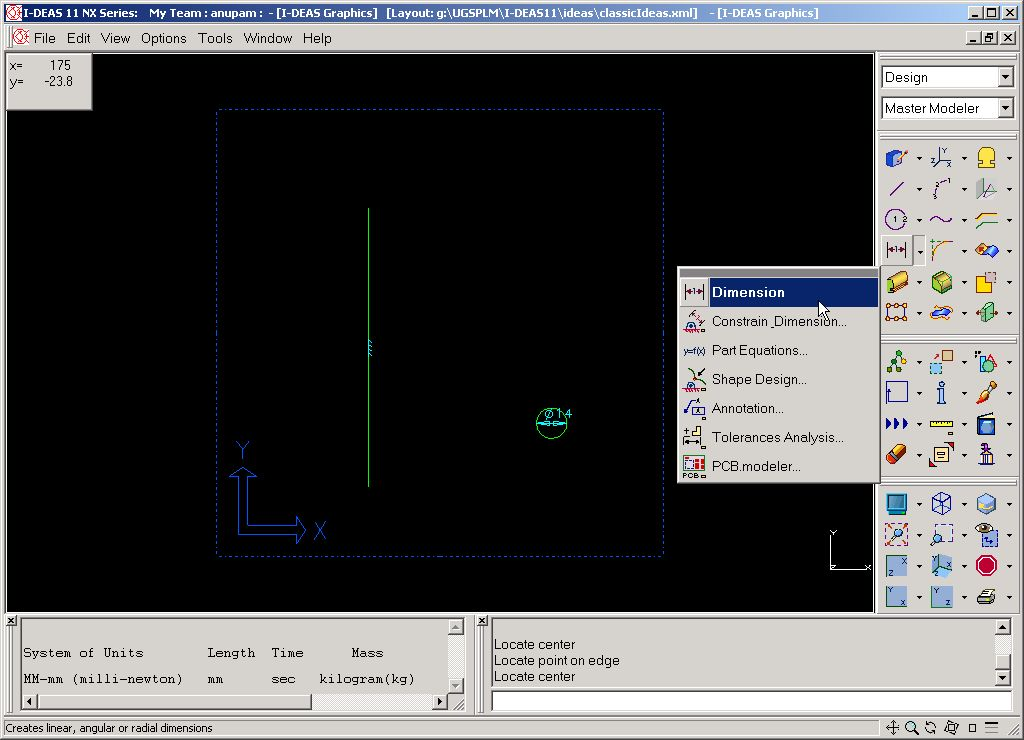 I-DEAS 11 NX Series:   My Team : anupam :  - [I-DEAS Graphics]  [Layout: g:\UGSPLM\I-DEAS11\ideas\classicIdeas.xml]   - [I-DEAS Graphics]
File Edit View Options Tools Window Help
x= 175
y= -23.8
Design
Master Modeler
Dimension
Constrain_Dimension...
Part Equations...
y=f(x)
Shape Design...
Annotation...
Tolerances Analysis...
PCB.modeler...
PCB
Ø14
Y
X
Y
X
System of Units Length Time Mass
MM-mm (milli-newton) mm sec kilogram(kg)
Locate center
Locate point on edge
Locate center
Creates linear, angular or radial dimensions